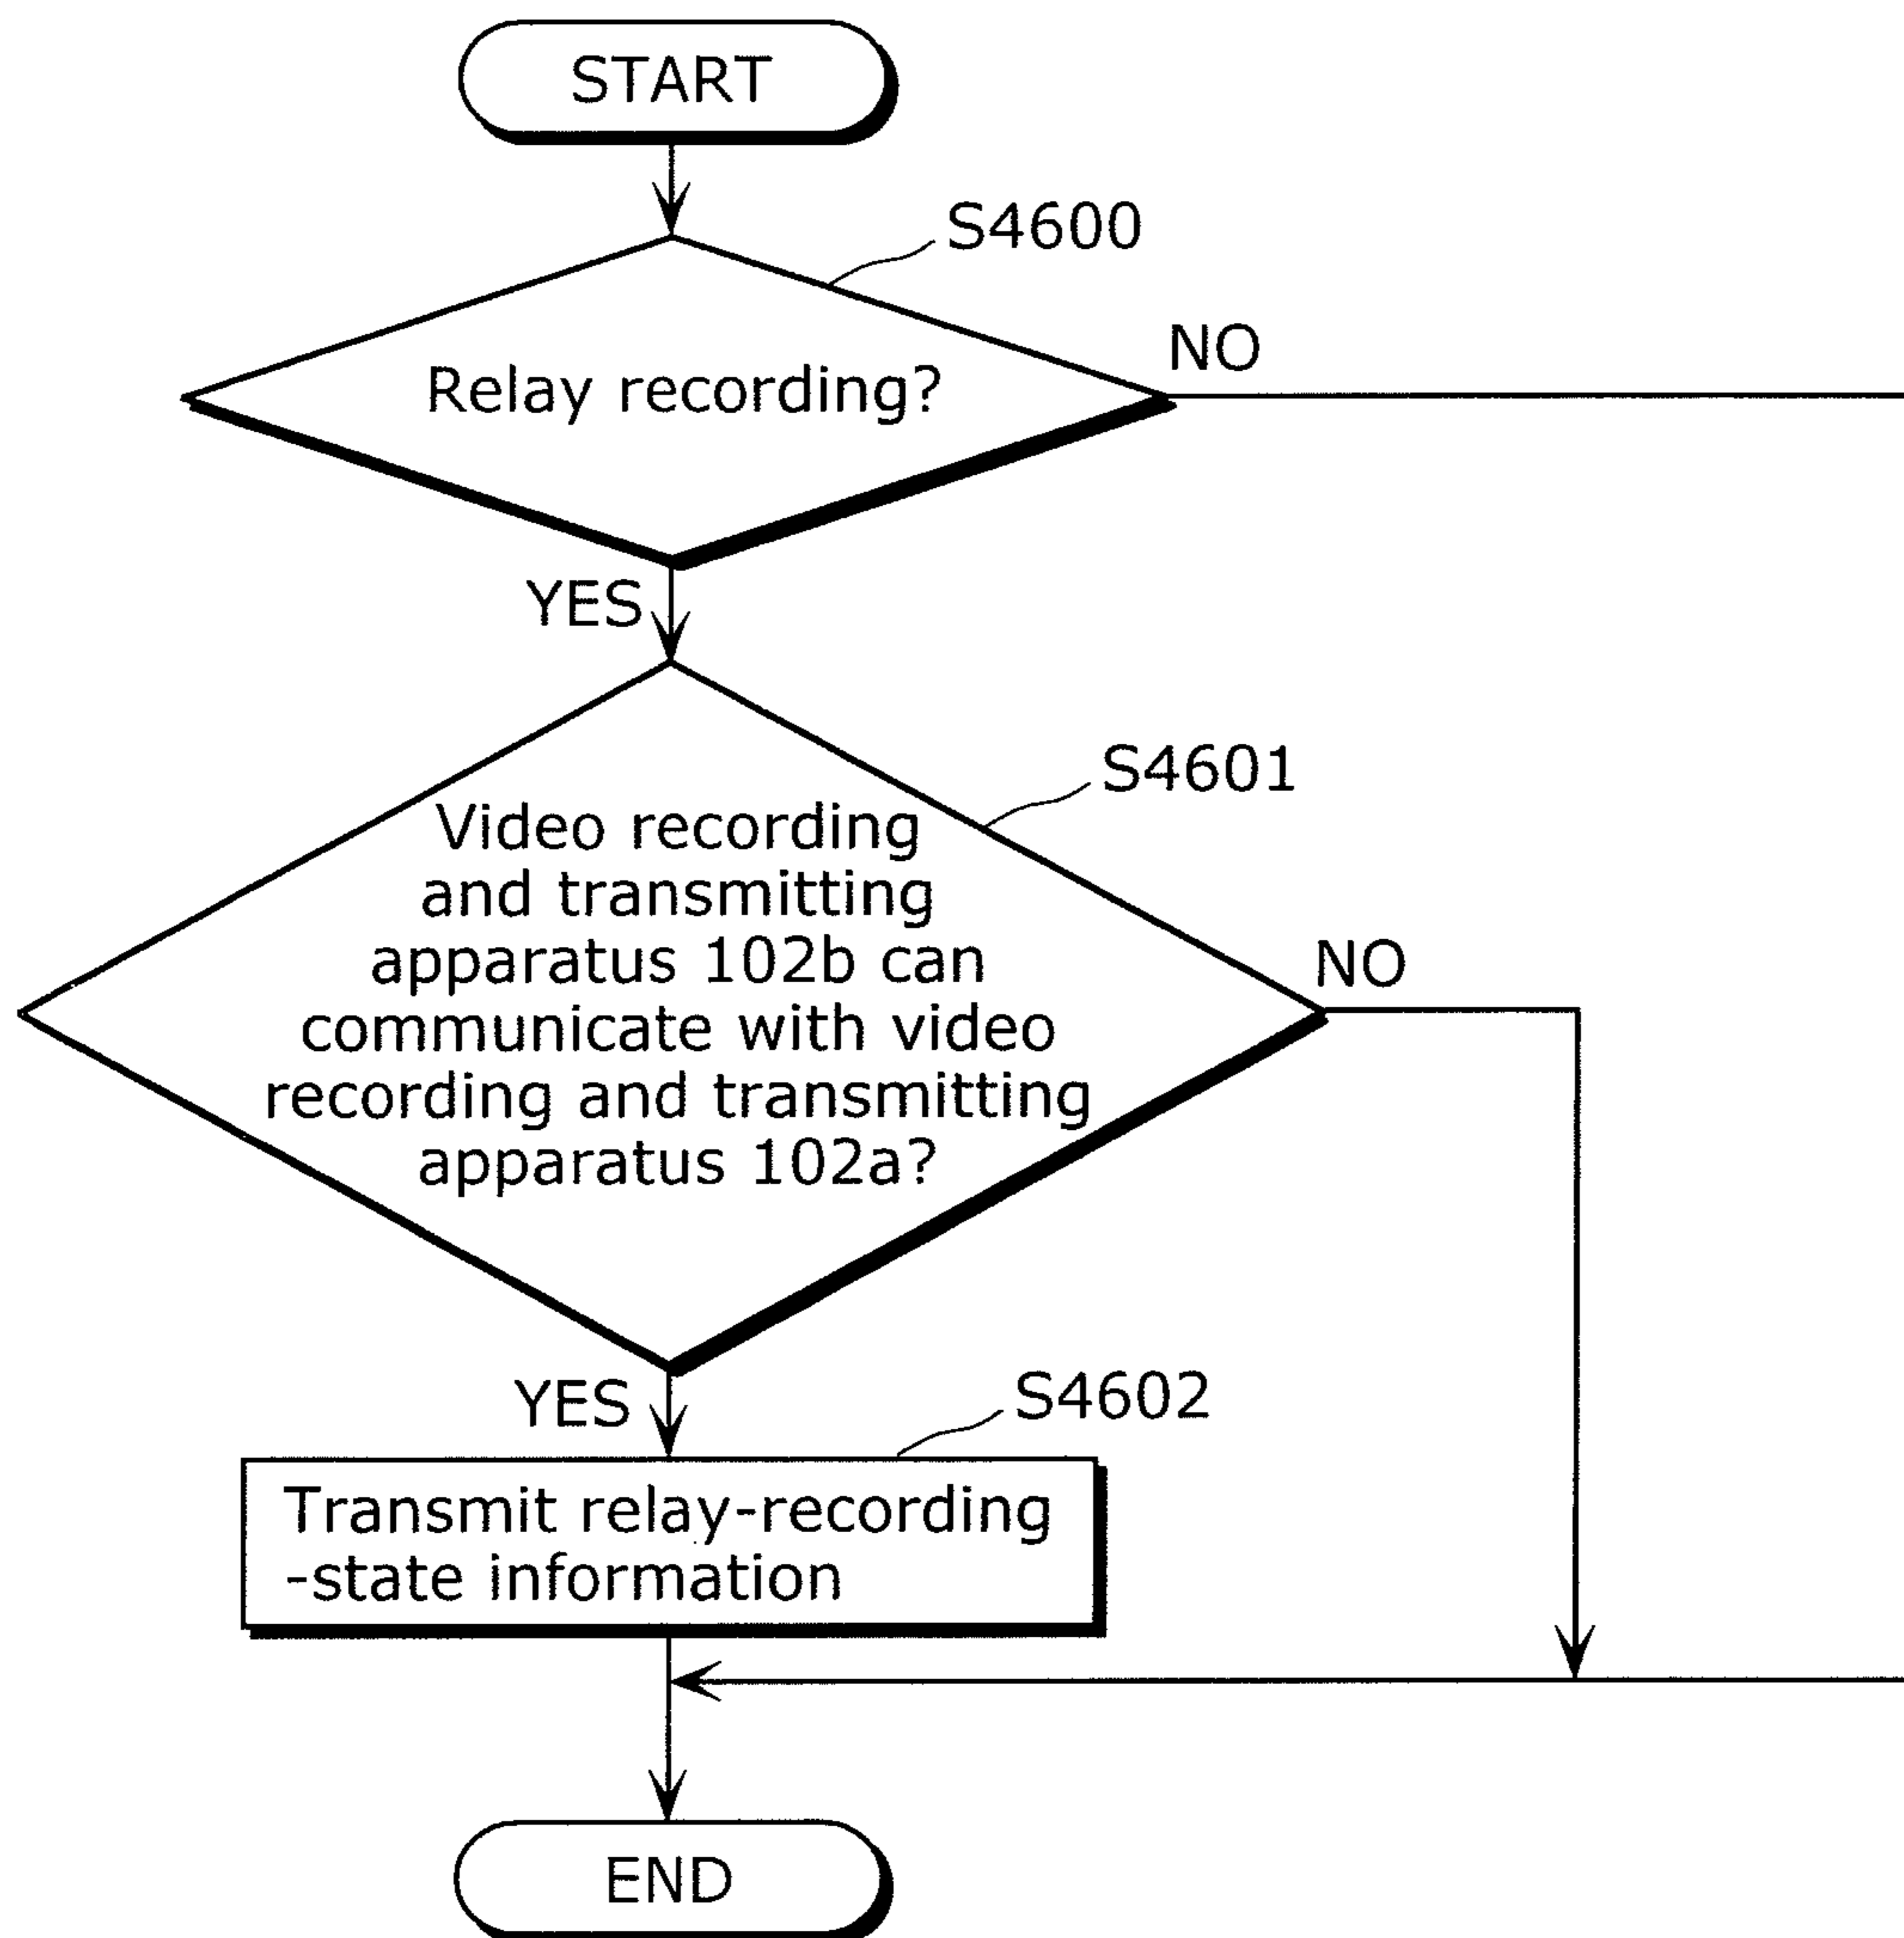 START
S4600
NO
Relay recording?
YES
S4601
Video recording
and transmitting
apparatus 102b can
communicate with video
recording and transmitting
apparatus 102a?
NO
YES
S4602
Transmit relay-recording
-state information
END